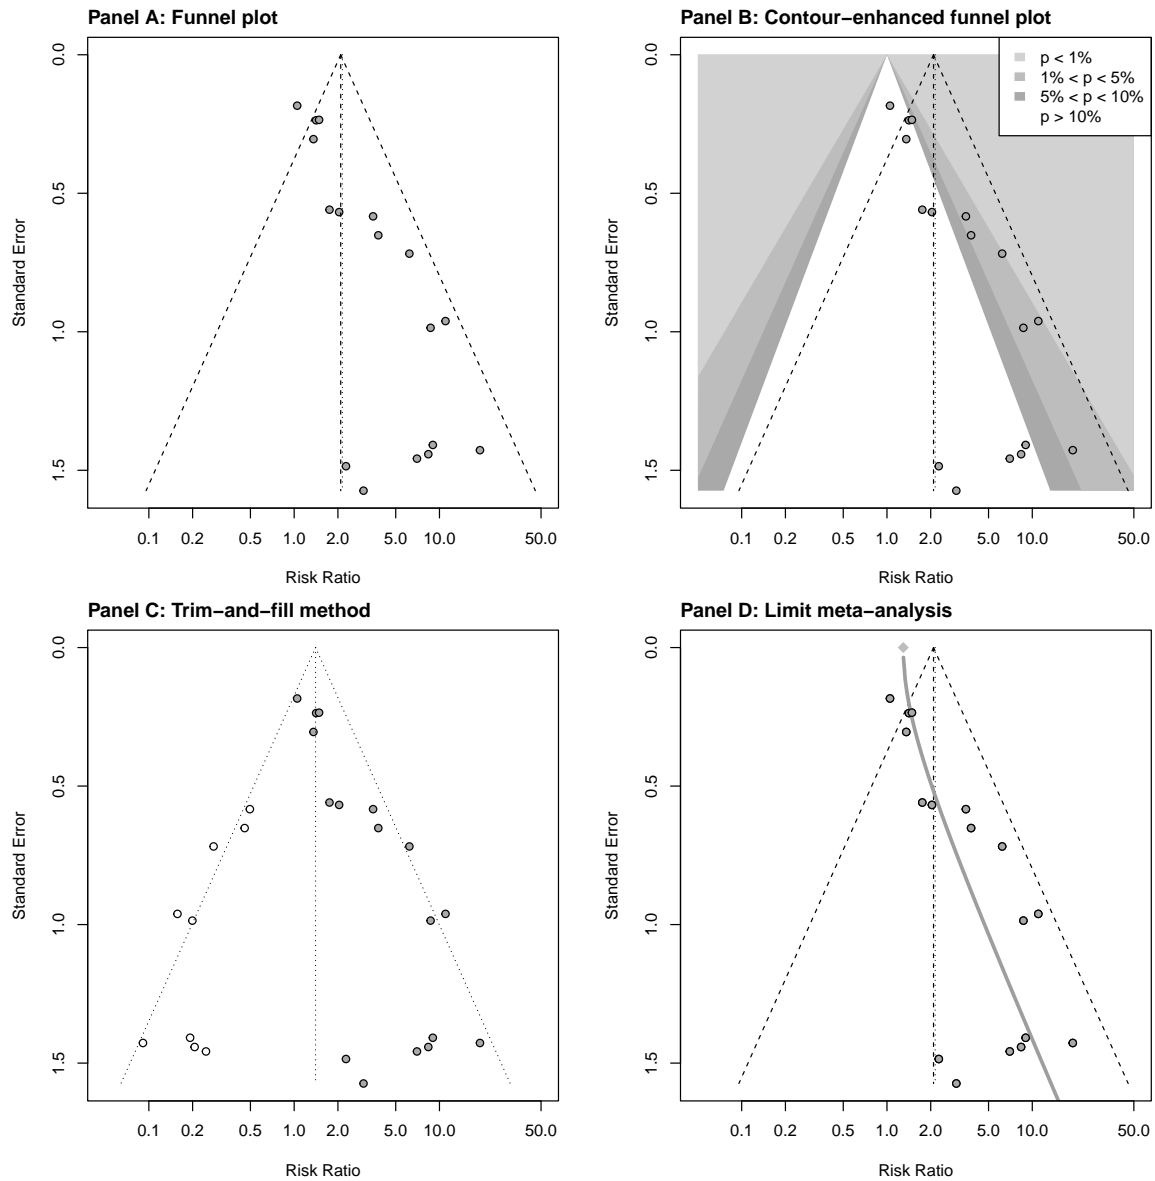 Panel A: Funnel plot
Standard Error
0.0
0.5
1.0
1.5
0.1 0.2 0.5 1.0 2.0 5.0 10.0 50.0
Risk Ratio
Panel B: Contour−enhanced funnel plot
p < 1%
1% < p < 5%
5% < p < 10%
p > 10%
Standard Error
0.0
0.5
1.0
1.5
0.1 0.2 0.5 1.0 2.0 5.0 10.0 50.0
Risk Ratio
Panel C: Trim−and−fill method
Standard Error
0.0
0.5
1.0
1.5
0.1 0.2 0.5 1.0 2.0 5.0 10.0 50.0
Risk Ratio
Panel D: Limit meta−analysis
Standard Error
0.0
0.5
1.0
1.5
0.1 0.2 0.5 1.0 2.0 5.0 10.0 50.0
Risk Ratio